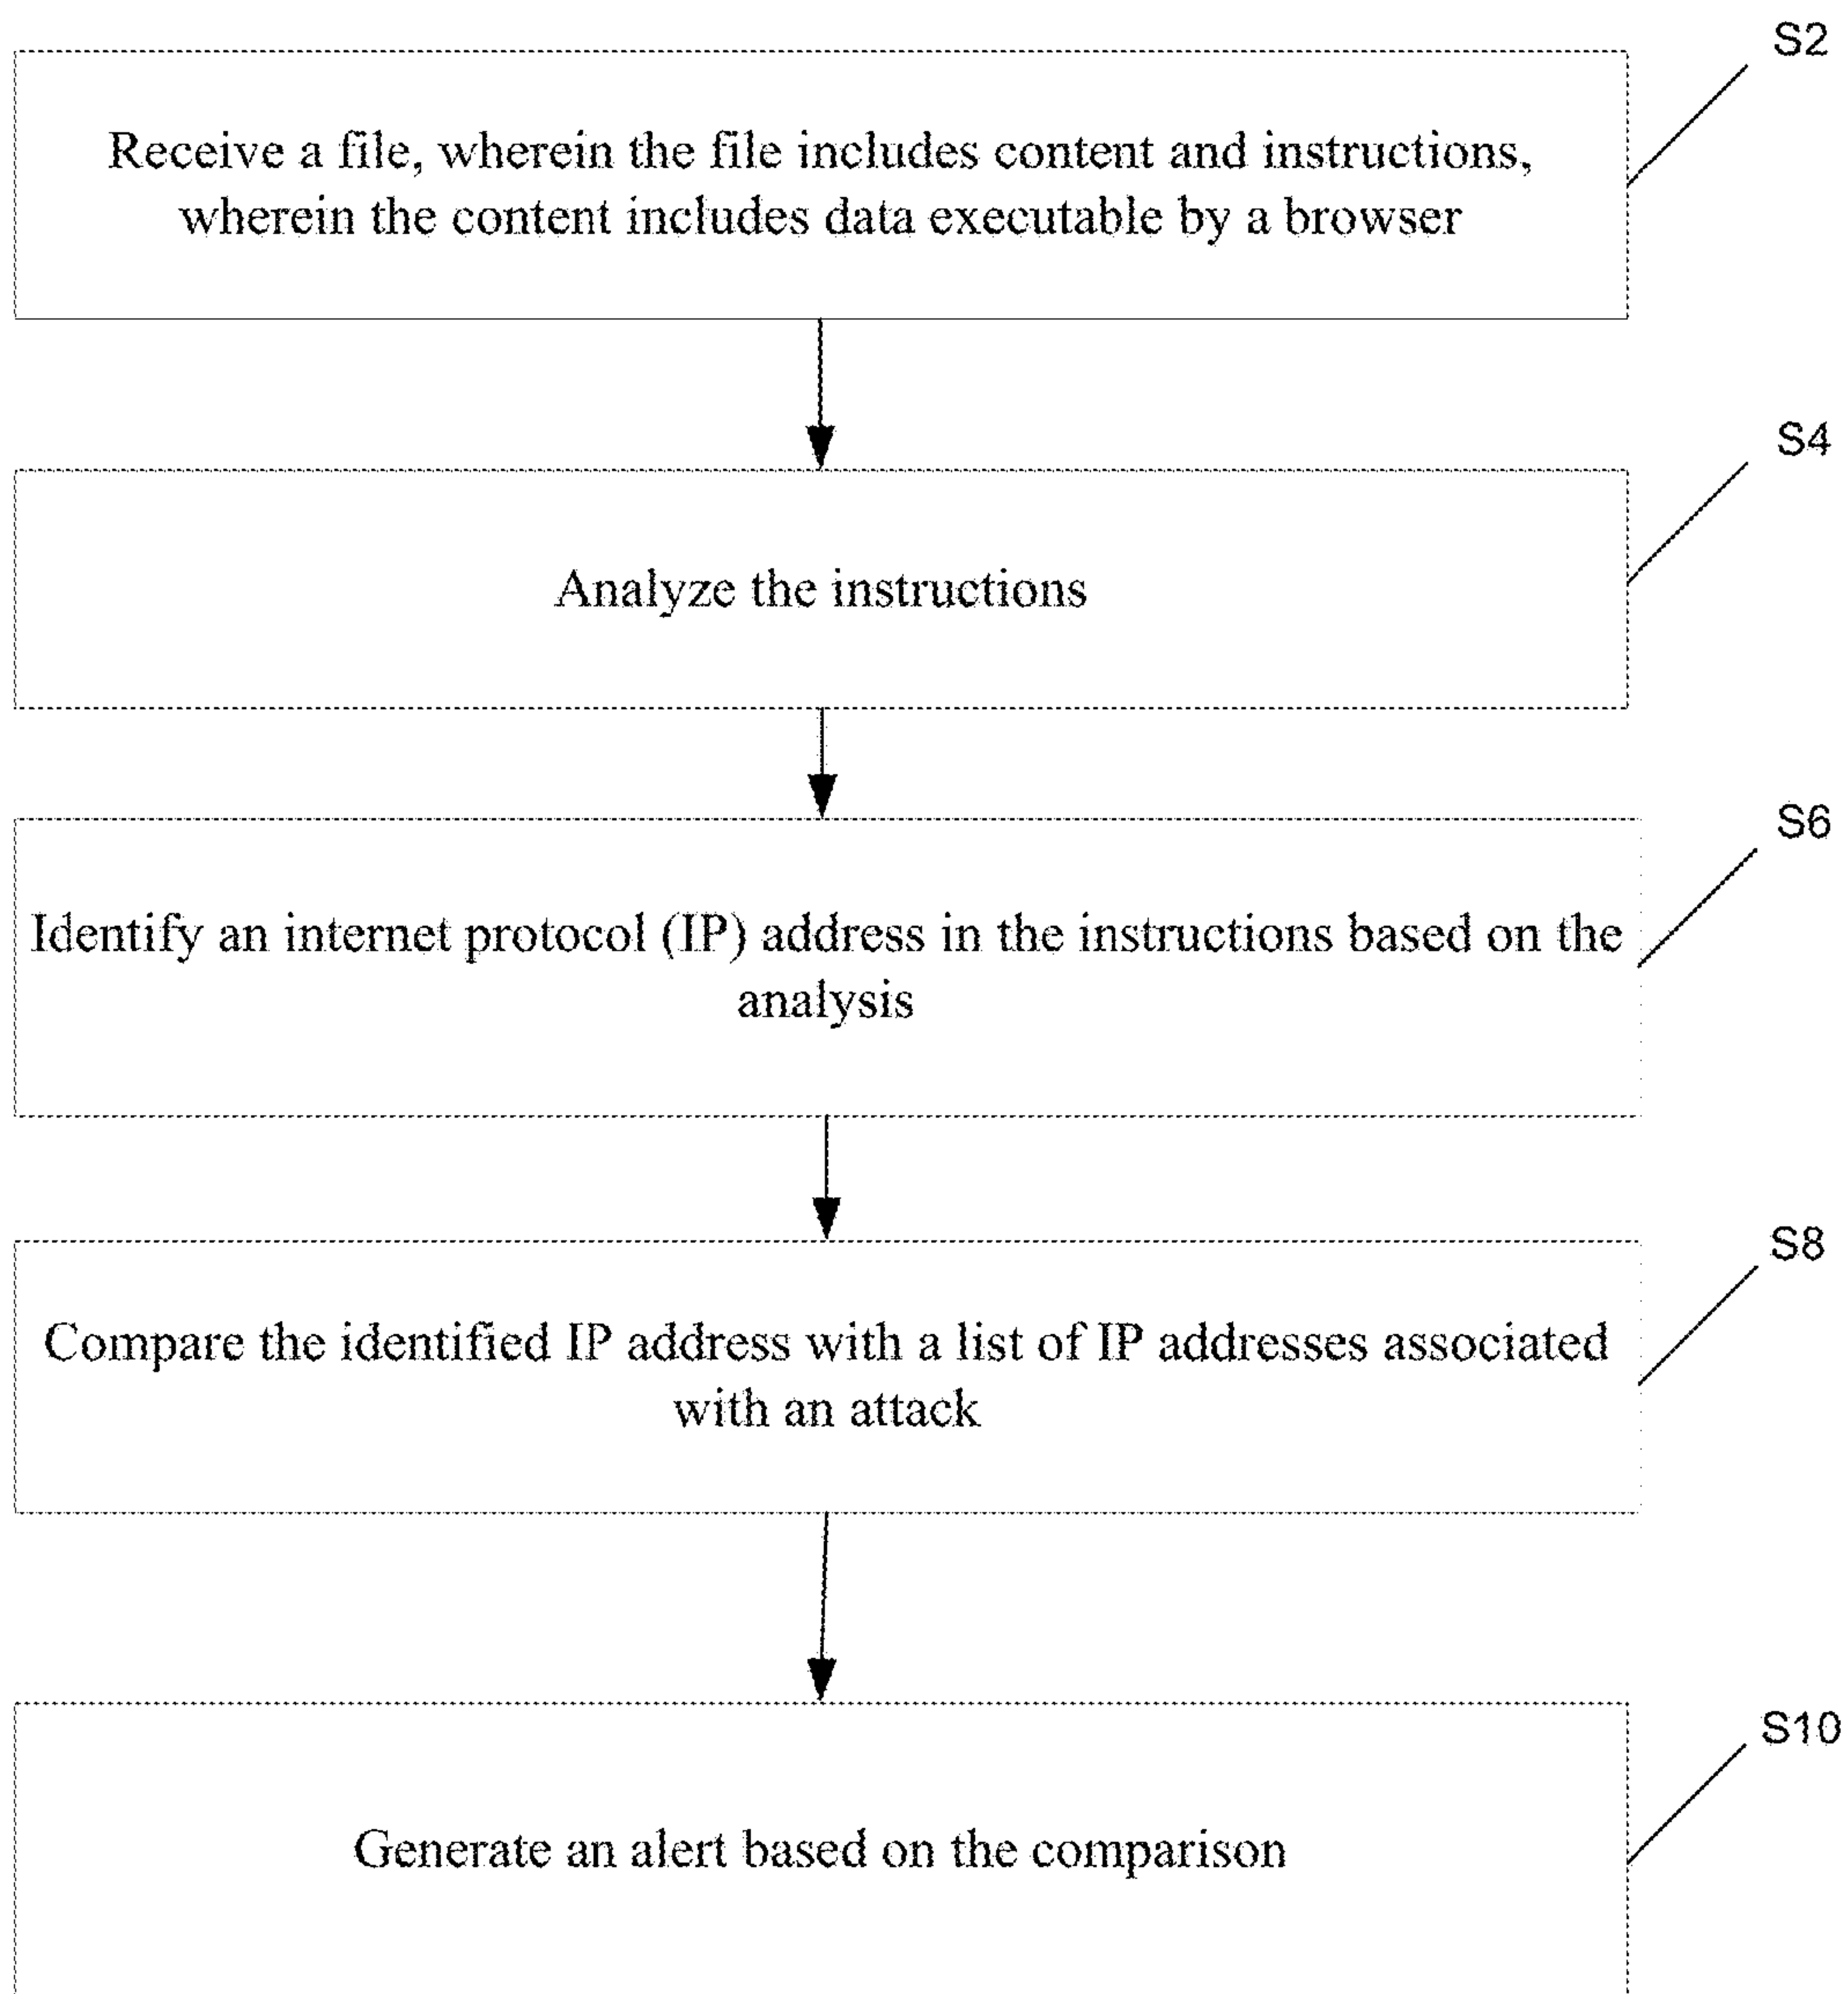 S2
Receive a file, wherein the file includes content and instructions,
wherein the content includes data executable by a browser
S4
Analyze the instructions
S6
Identify an internet protocol (IP) address in the instructions based on the
analysis
S8
Compare the identified IP address with a list of IP addresses associated
with an attack
S10
Generate an alert based on the comparison